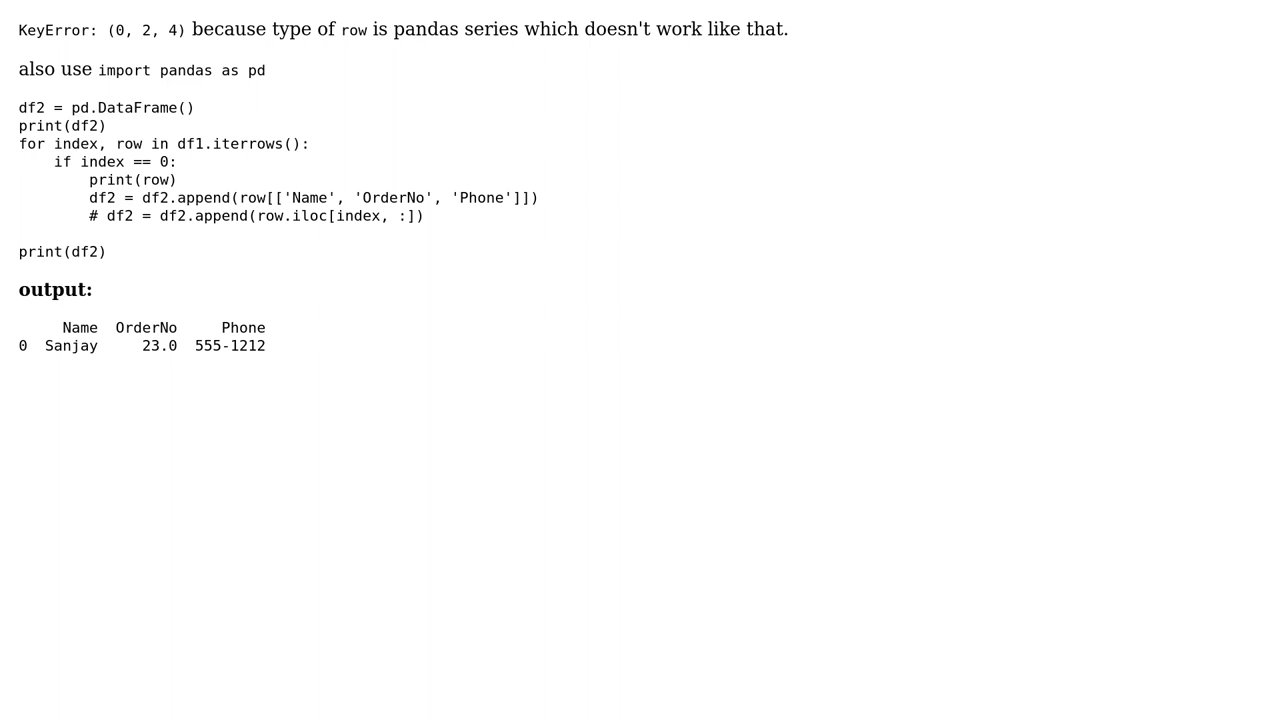 KeyError: (0, 2, 4) because type of row is pandas series which doesn't work like that.
also use import pandas as pd
df2 = pd.DataFrame()
print(df2)
for index, row in df1.iterrows():
    if index == 0:
        print(row)
        df2 = df2.append(row[['Name', 'OrderNo', 'Phone']])
        # df2 = df2.append(row.iloc[index, :])
print(df2)
output:
     Name  OrderNo     Phone
0  Sanjay     23.0  555-1212